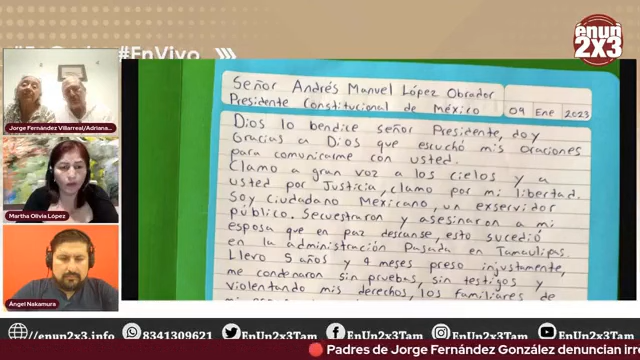 énun
2x3
#EnVivo
Jorge Fernández Villarreal/Adriana...
Martha Olivia López
Ángel Nakamura
Señor Andrés Manuel López Obrador
Presidente Constitucional de México
09 Ene 2023
Dios lo bendice señor Presidente, doy
Gracias a Dios que escuchó mis oraciones
para comunicarme con usted.
Clamo a gran voz a los cielos y a
usted por Justicia, clamo por mi libertad.
Soy ciudadano Mexicano, un exservidor
público. Secuestraron y asesinaron a mi
esposa que en paz descanse, esto sucedió
en la administración Pasada en Tamaulipas.
Llevo 5 años y 4 meses preso injustamente,
me condenaron sin pruebas, sin testigos y
violentando mis derechos, los familiares de
//enun2x3.info
8341309621
EnUn2x3Tam
EnUn2x3Tam
EnUn2x3Tam
EnUn2x3Tam
Padres de Jorge Fernández González denuncian irre